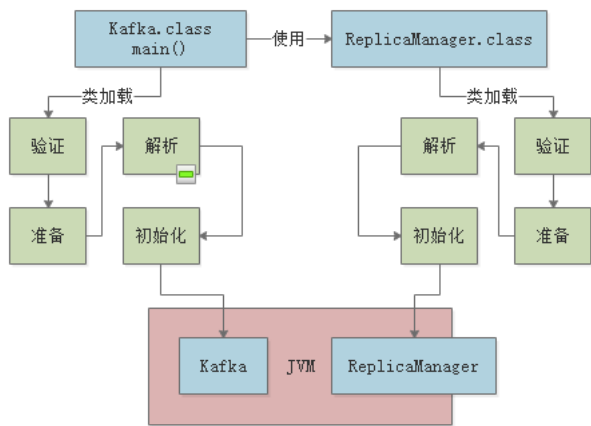 Kafka.class
main()
使用
ReplicaManager.class
类加载
类加载
验证
解析
解析
验证
准备
初始化
初始化
准备
Kafka
JVM
ReplicaManager